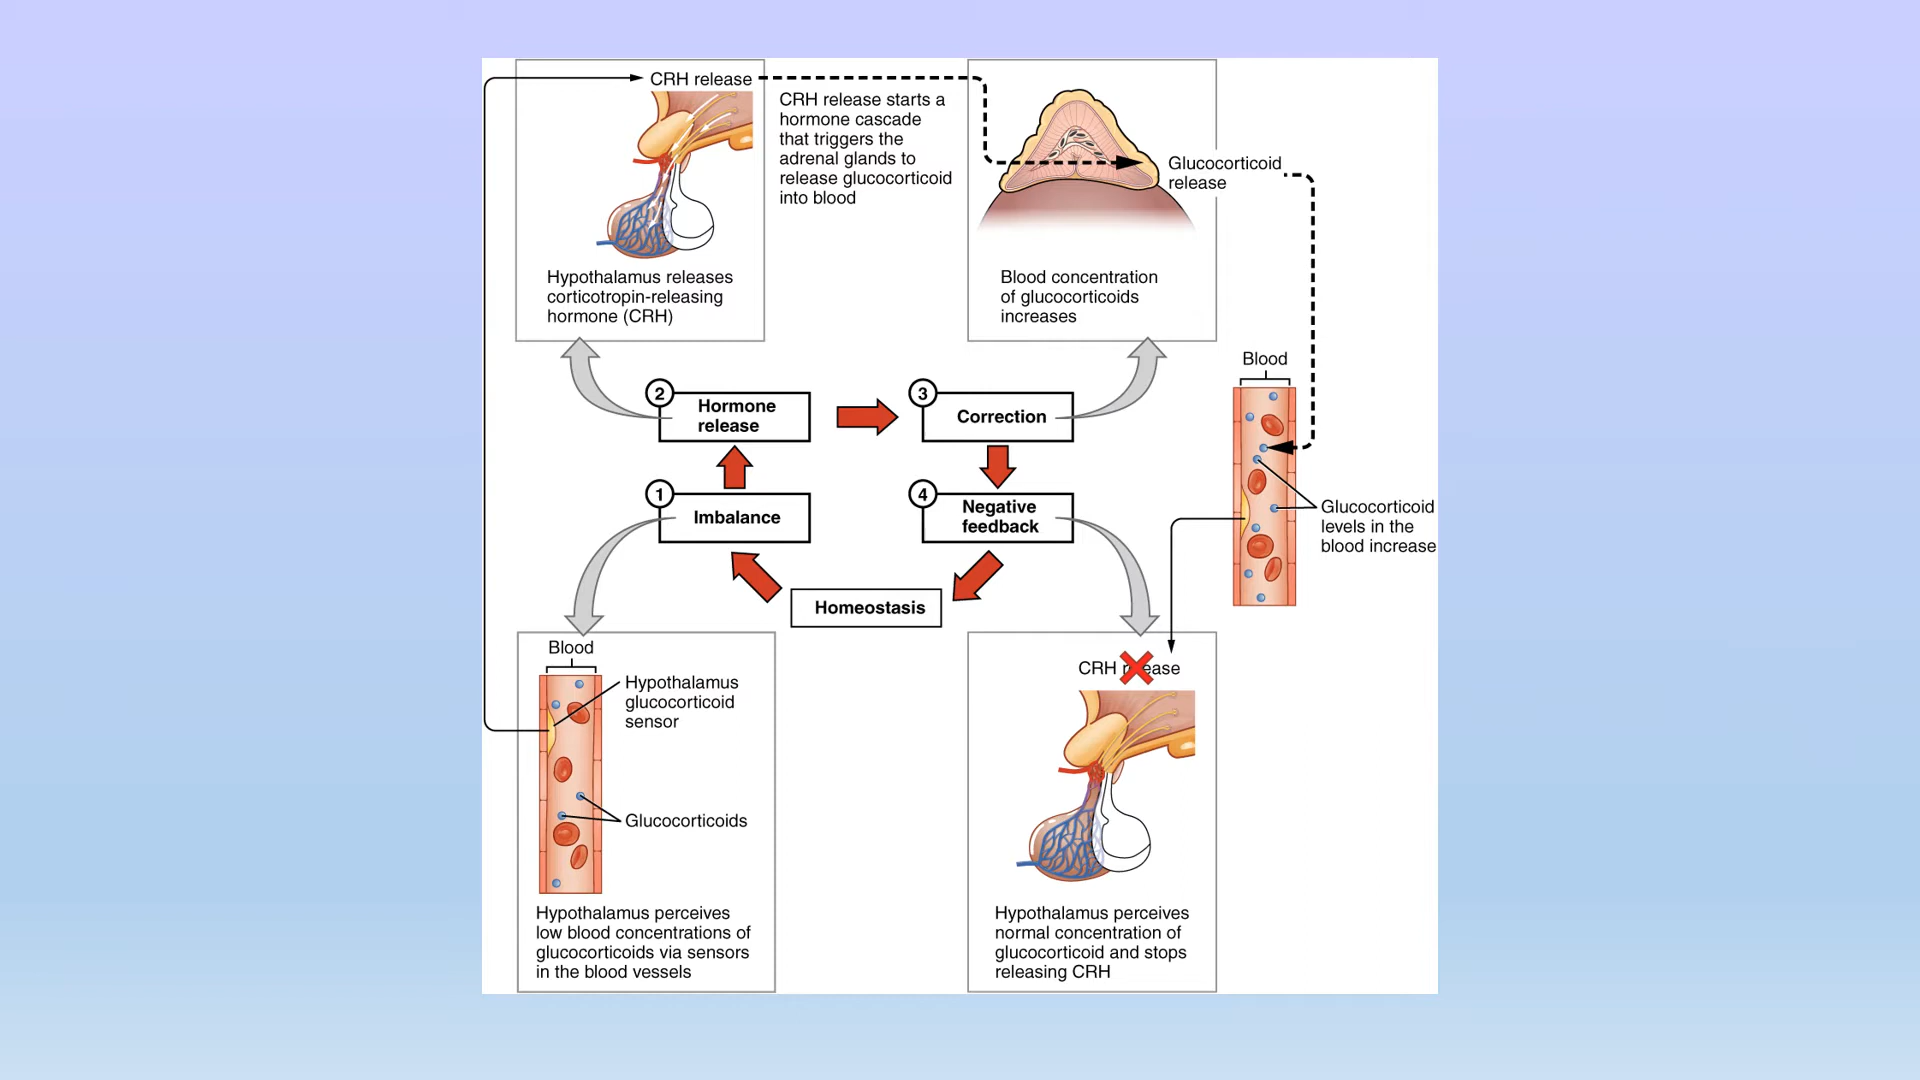 CRH release
CRH release starts a
hormone cascade
that triggers the
adrenal glands to
release glucocorticoid
into blood
Glucocorticoid
release
Hypothalamus releases
corticotropin-releasing
hormone (CRH)
Blood concentration
of glucocorticoids
increases
Blood
2
Hormone
release
3
Correction
1
Imbalance
4
Negative
feedback
Glucocorticoid
levels in the
blood increase
Homeostasis
Blood
Hypothalamus
glucocorticoid
sensor
Glucocorticoids
Hypothalamus perceives
low blood concentrations of
glucocorticoids via sensors
in the blood vessels
CRH release
Hypothalamus perceives
normal concentration of
glucocorticoid and stops
releasing CRH